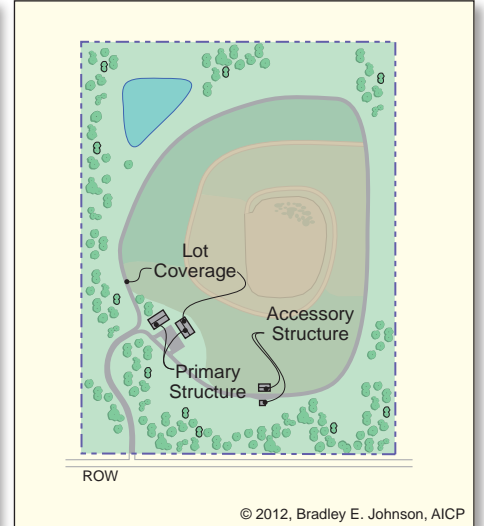 Lot
Coverage
Accessory
Structure
Primary
Structure
ROW
© 2012, Bradley E. Johnson, AICP